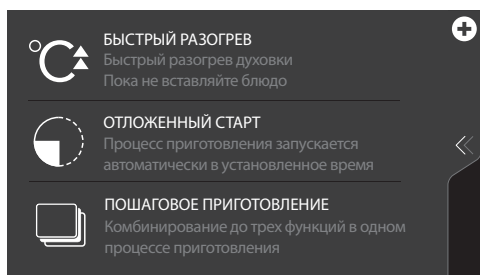 БЫСТРЫЙ РАЗОГРЕВ
Быстрый разогрев духовки
Пока не вставляйте блюдо
ОТЛОЖЕННЫЙ СТАРТ
Процесс приготовления запускается
автоматически в установленное время
ПОШАГОВОЕ ПРИГОТОВЛЕНИЕ
Комбинирование до трех функций в одном
процессе приготовления